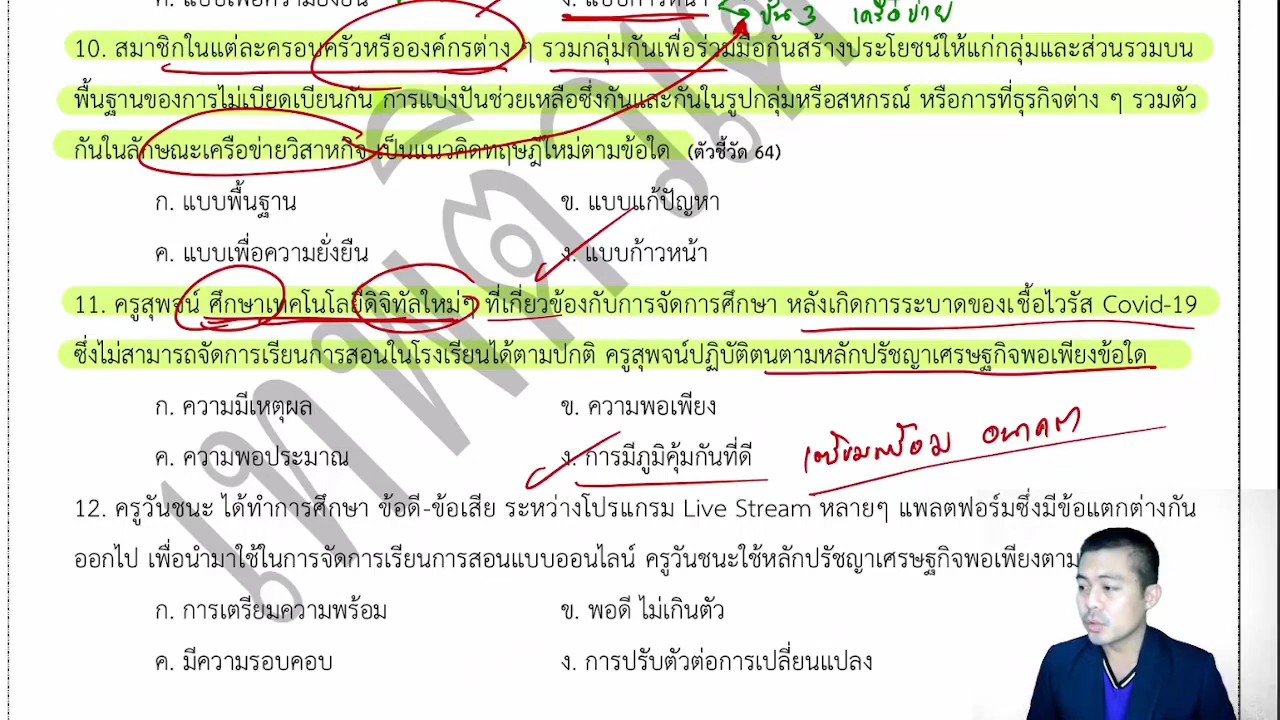 ค. แบบเพื่อความยั่งยืน ง. แบบก้าวหน้า
ขั้น 3 เครือข่าย
10. สมาชิกในแต่ละครอบครัวหรือองค์กรต่าง ๆ รวมกลุ่มกันเพื่อร่วมมือกันสร้างประโยชน์ให้แก่กลุ่มและส่วนรวมบน
พื้นฐานของการไม่เบียดเบียนกัน การแบ่งปันช่วยเหลือซึ่งกันและกันในรูปกลุ่มหรือสหกรณ์ หรือการที่ธุรกิจต่าง ๆ รวมตัว
กันในลักษณะเครือข่ายวิสาหกิจ เป็นแนวคิดทฤษฎีใหม่ตามข้อใด (ตัวชี้วัด 64)
ก. แบบพื้นฐาน ข. แบบแก้ปัญหา
ค. แบบเพื่อความยั่งยืน ง. แบบก้าวหน้า
11. ครูสุพจน์ ศึกษาเทคโนโลยีดิจิทัลใหม่ๆ ที่เกี่ยวข้องกับการจัดการศึกษา หลังเกิดการระบาดของเชื้อไวรัส Covid-19
ซึ่งไม่สามารถจัดการเรียนการสอนในโรงเรียนได้ตามปกติ ครูสุพจน์ปฏิบัติตนตามหลักปรัชญาเศรษฐกิจพอเพียงข้อใด
ก. ความมีเหตุผล ข. ความพอเพียง
ค. ความพอประมาณ ง. การมีภูมิคุ้มกันที่ดี
เตรียมพร้อม อนาคต
12. ครูวันชนะ ได้ทำการศึกษา ข้อดี-ข้อเสีย ระหว่างโปรแกรม Live Stream หลายๆ แพลตฟอร์มซึ่งมีข้อแตกต่างกัน
ออกไป เพื่อนำมาใช้ในการจัดการเรียนการสอนแบบออนไลน์ ครูวันชนะใช้หลักปรัชญาเศรษฐกิจพอเพียงตาม
ก. การเตรียมความพร้อม ข. พอดี ไม่เกินตัว
ค. มีความรอบคอบ ง. การปรับตัวต่อการเปลี่ยนแปลง